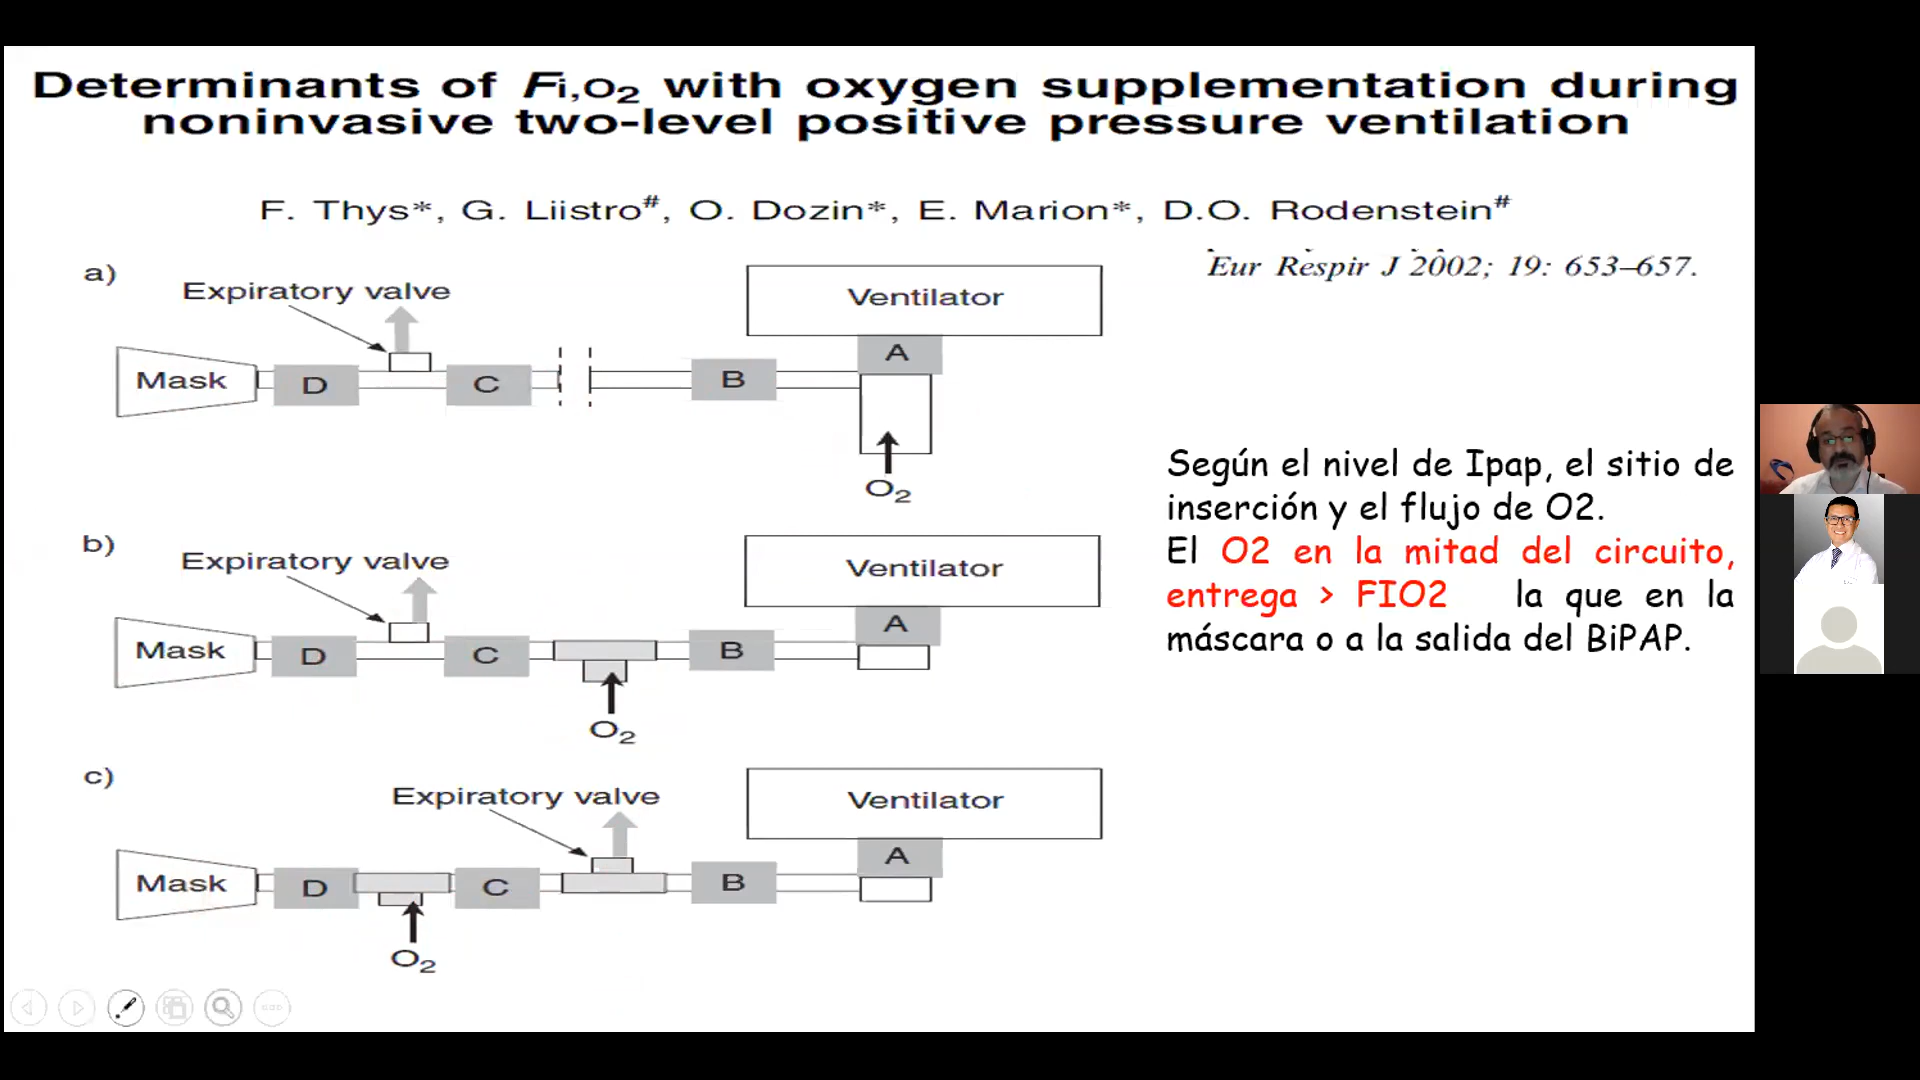 Determinants of Fi,O2 with oxygen supplementation during
noninvasive two-level positive pressure ventilation
F. Thys*, G. Liistro#, O. Dozin*, E. Marion*, D.O. Rodenstein#
Eur Respir J 2002; 19: 653–657.
a)
Expiratory valve
Ventilator
A
Mask
D
C
B
O2
Según el nivel de Ipap, el sitio de
inserción y el flujo de O2.
El O2 en la mitad del circuito,
entrega > FIO2 la que en la
máscara o a la salida del BiPAP.
b)
Expiratory valve
Ventilator
A
Mask
D
C
B
O2
c)
Expiratory valve
Ventilator
A
Mask
D
C
B
O2